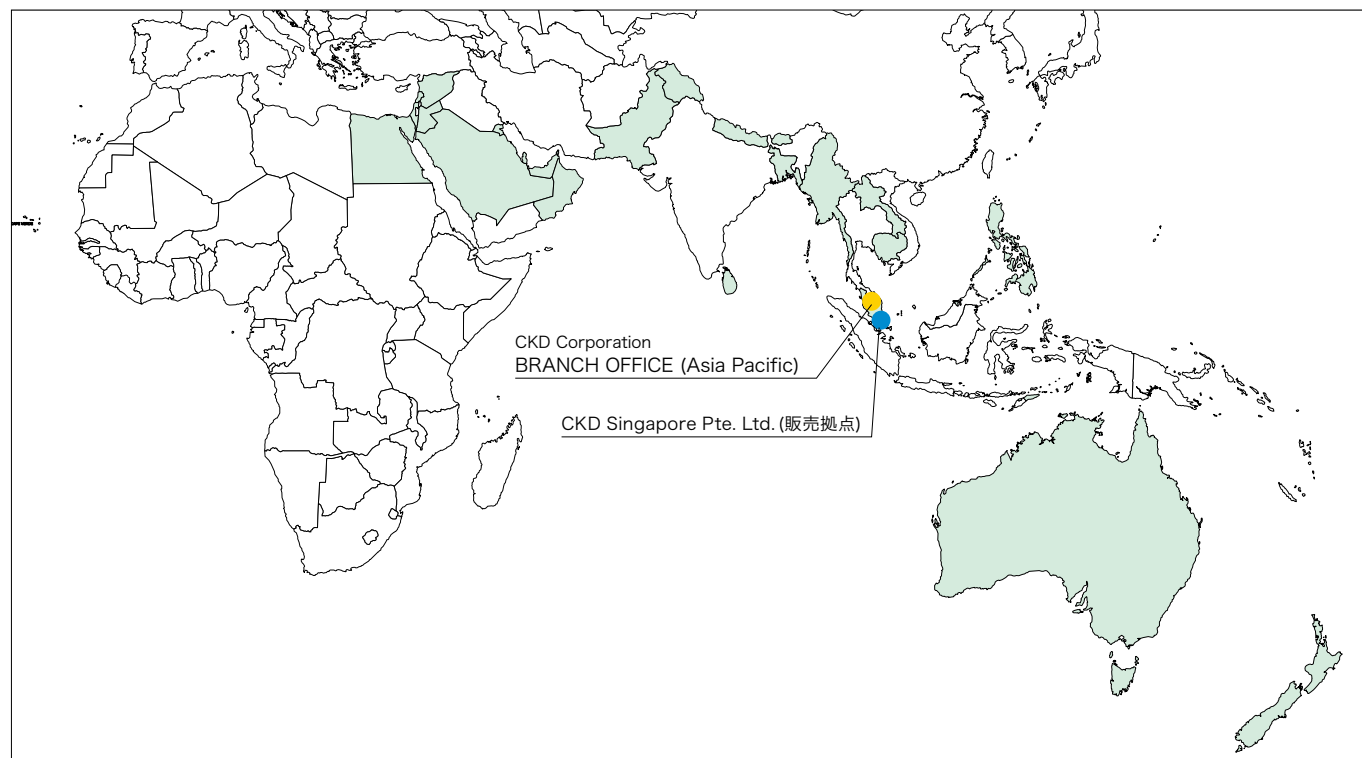 CKD Corporation
BRANCH OFFICE (Asia Pacific)
CKD Singapore Pte. Ltd. (販売拠点)